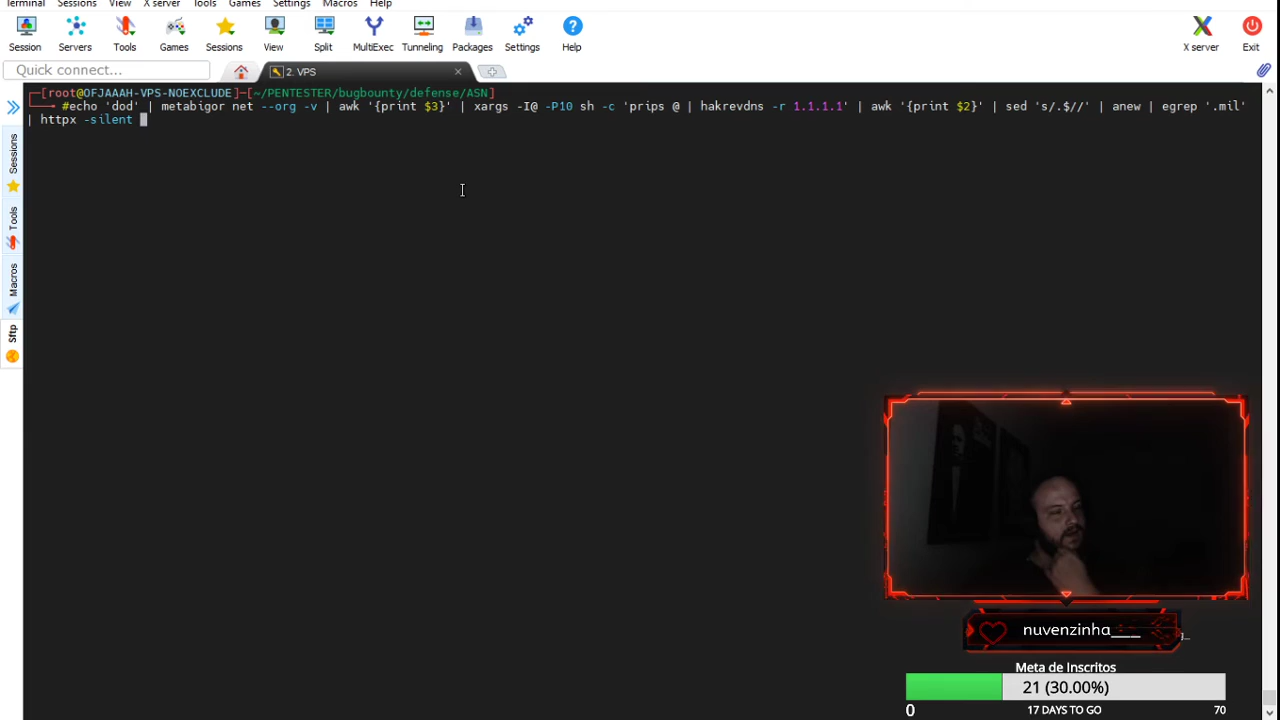 Terminal Sessions View X server Tools Games Settings Macros Help
Session Servers Tools Games Sessions View Split MultiExec Tunneling Packages Settings Help X server Exit
Quick connect... 2. VPS
[root@OFJAAAH-VPS-NOEXCLUDE]-[~/PENTESTER/bugbounty/defense/ASN]
#echo 'dod' | metabigor net --org -v | awk '{print $3}' | xargs -I@ -P10 sh -c 'prips @ | hakrevdns -r 1.1.1.1' | awk '{print $2}' | sed 's/.$//' | anew | egrep '.mil'
| httpx -silent
Sessions
Tools
Macros
Sftp
nuvenzinha___
Meta de Inscritos
21 (30.00%)
0 17 DAYS TO GO 70